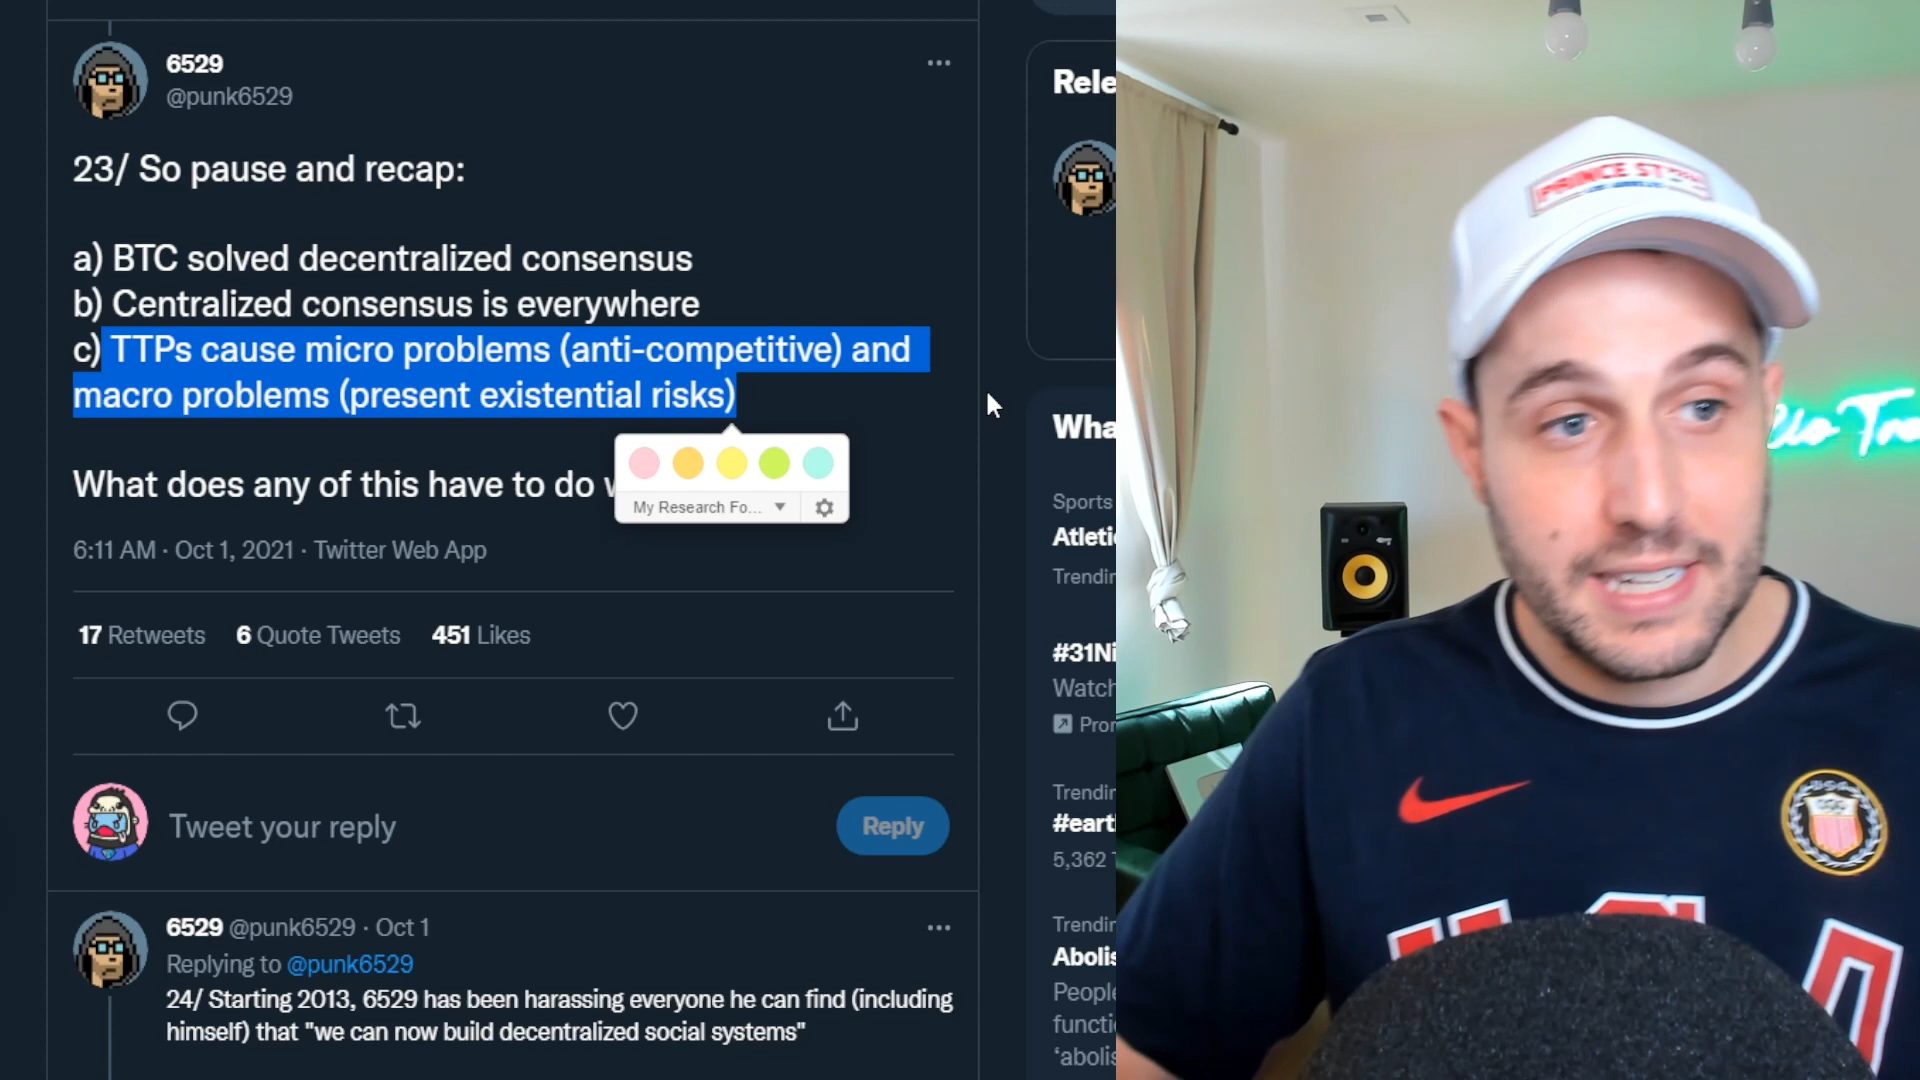 6529
@punk6529
23/ So pause and recap:
a) BTC solved decentralized consensus
b) Centralized consensus is everywhere
c) TTPs cause micro problems (anti-competitive) and
macro problems (present existential risks)
What does any of this have to do
My Research Fo...
6:11 AM · Oct 1, 2021 · Twitter Web App
17 Retweets 6 Quote Tweets 451 Likes
Tweet your reply
Reply
6529 @punk6529 · Oct 1
Replying to @punk6529
24/ Starting 2013, 6529 has been harassing everyone he can find (including
himself) that "we can now build decentralized social systems"
Sports
5,362
PRINCE
USA